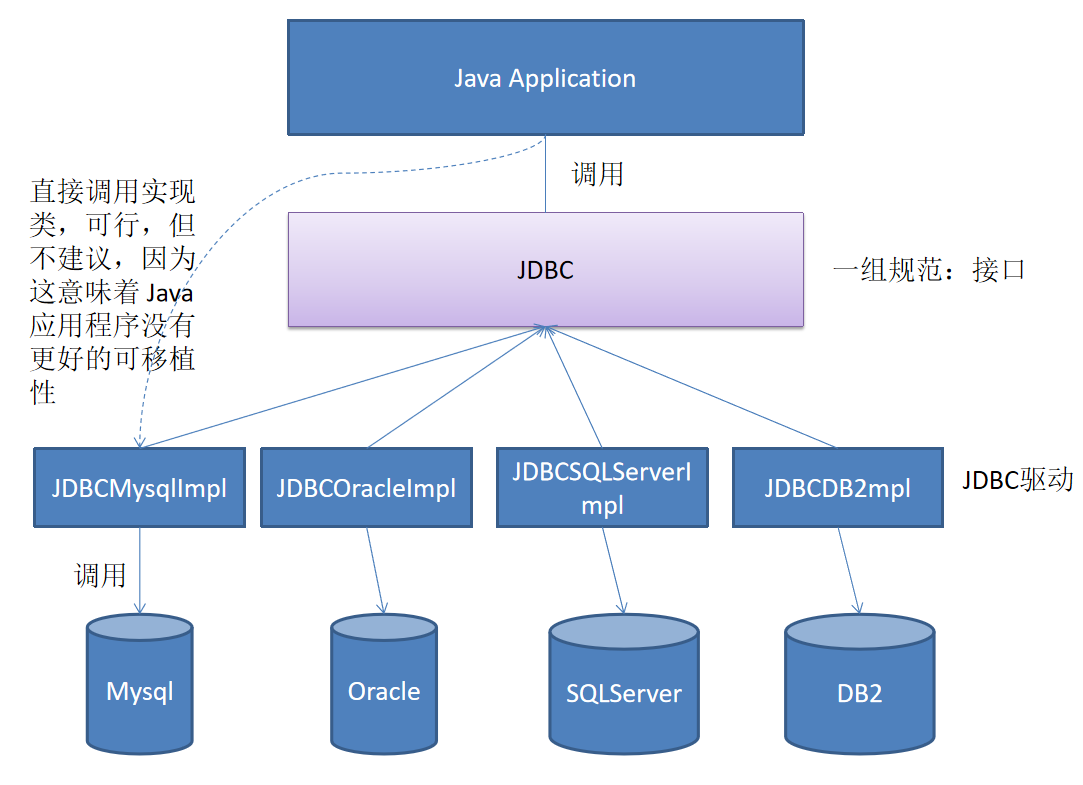 Java Application
调用
直接调用实现
类，可行，但
不建议，因为
这意味着 Java
应用程序没有
更好的可移植
性
JDBC
一组规范：接口
JDBCMysqlImpl
JDBCOracleImpl
JDBCSQLServerI
mpl
JDBCDB2mpl
JDBC驱动
调用
Mysql
Oracle
SQLServer
DB2